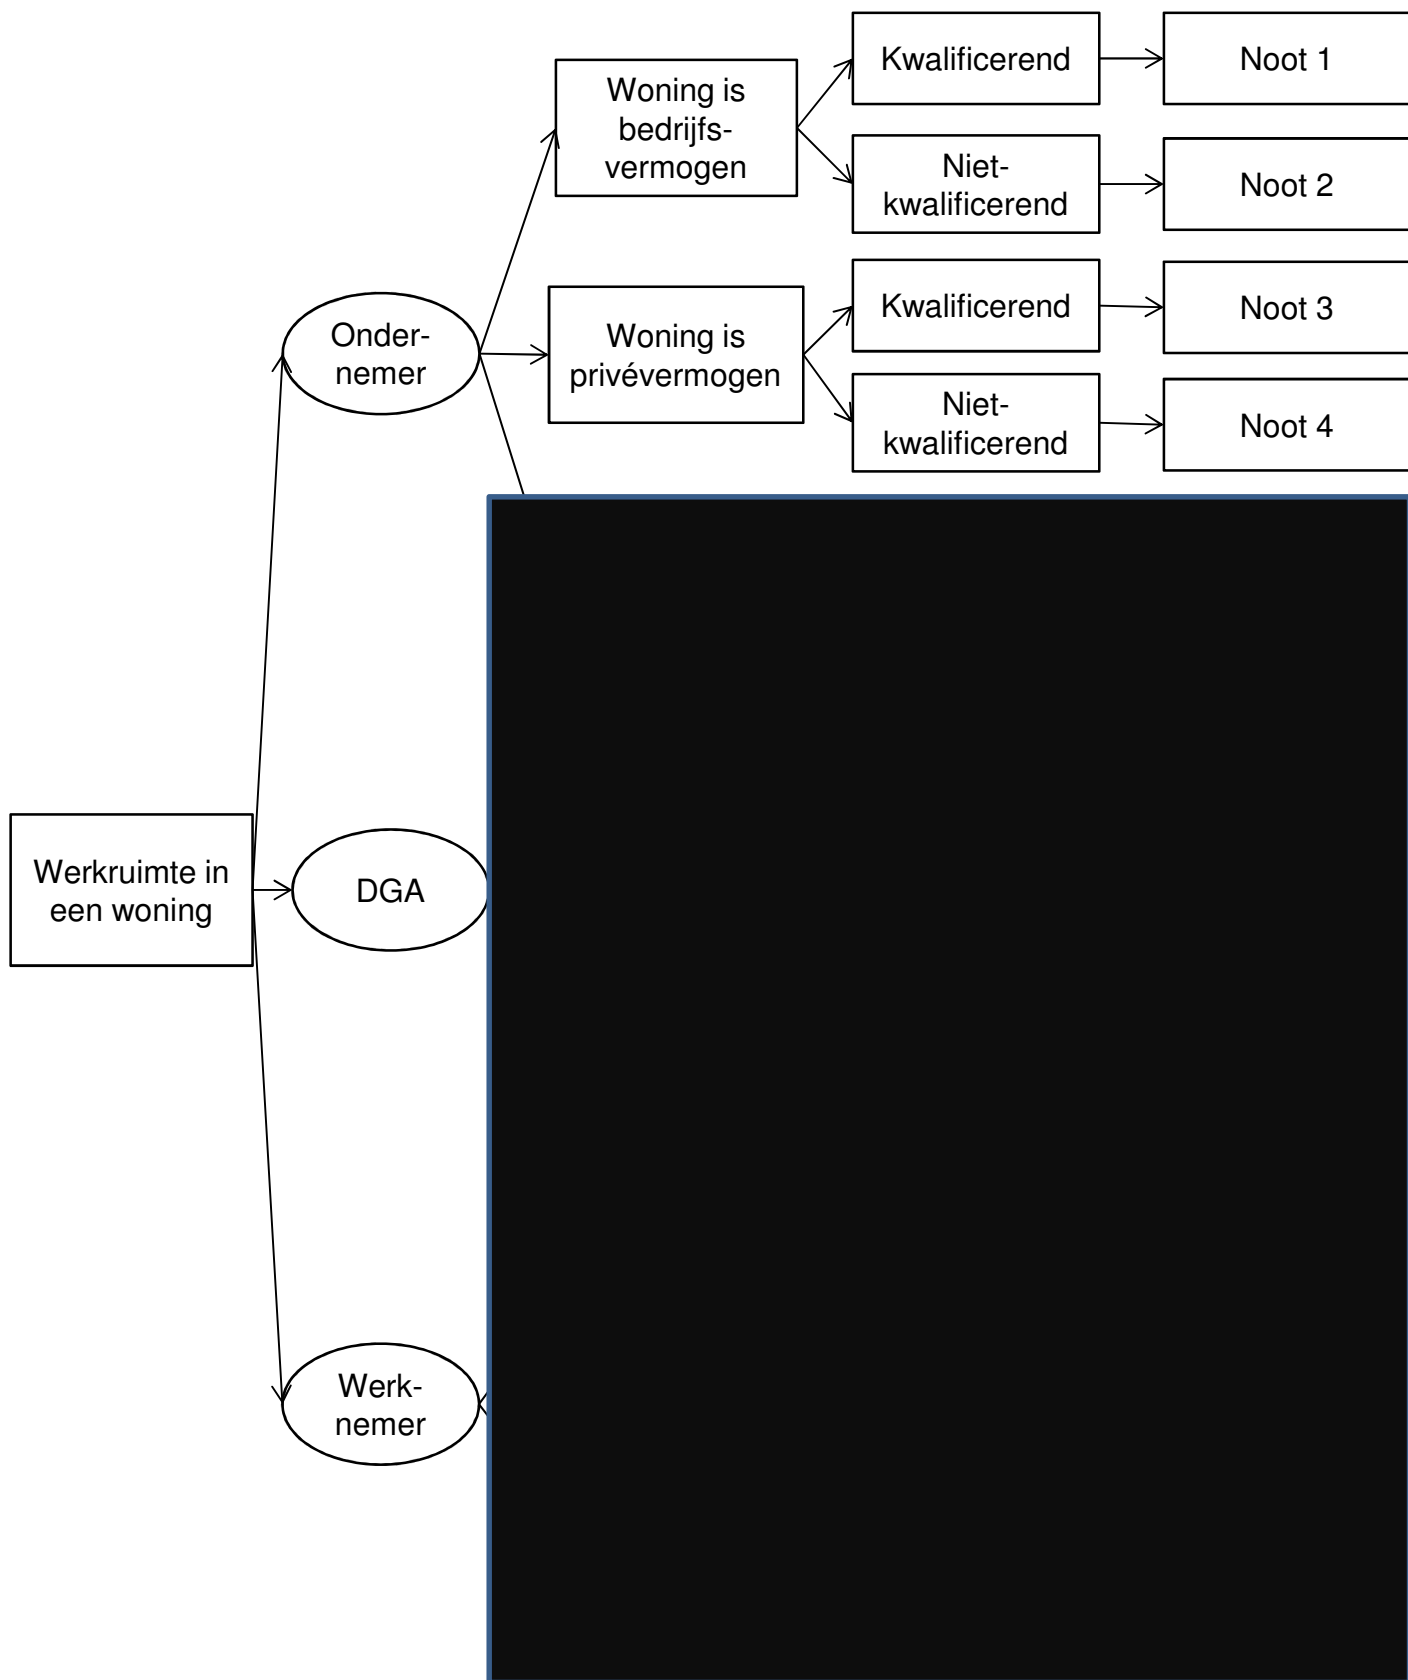 Kwalificerend
Noot 1
Woning is
bedrijfs-
vermogen
Niet-
kwalificerend
Noot 2
Kwalificerend
Noot 3
Onder-
nemer
Woning is
privévermogen
Niet-
kwalificerend
Noot 4
Werkruimte in
een woning
DGA
Werk-
nemer